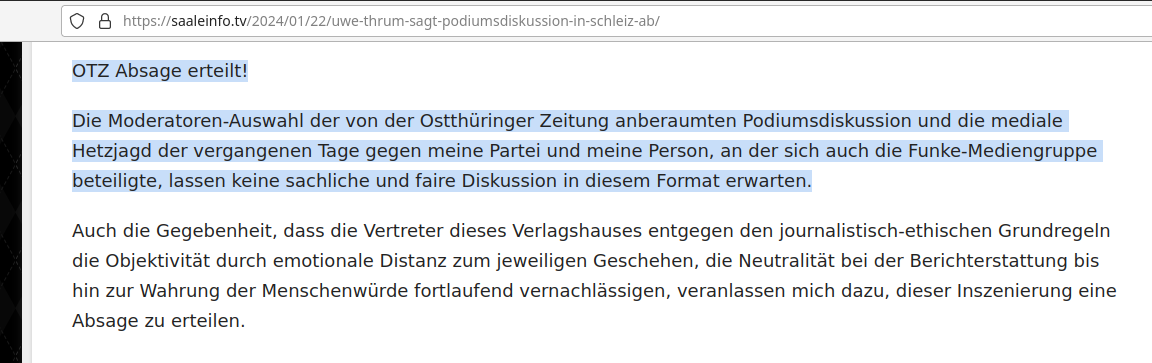 https://saaleinfo.tv/2024/01/22/uwe-thrum-sagt-podiumsdiskussion-in-schleiz-ab/
OTZ Absage erteilt!
Die Moderatoren-Auswahl der von der Ostthüringer Zeitung anberaumten Podiumsdiskussion und die mediale
Hetzjagd der vergangenen Tage gegen meine Partei und meine Person, an der sich auch die Funke-Mediengruppe
beteiligte, lassen keine sachliche und faire Diskussion in diesem Format erwarten.
Auch die Gegebenheit, dass die Vertreter dieses Verlagshauses entgegen den journalistisch-ethischen Grundregeln
die Objektivität durch emotionale Distanz zum jeweiligen Geschehen, die Neutralität bei der Berichterstattung bis
hin zur Wahrung der Menschenwürde fortlaufend vernachlässigen, veranlassen mich dazu, dieser Inszenierung eine
Absage zu erteilen.